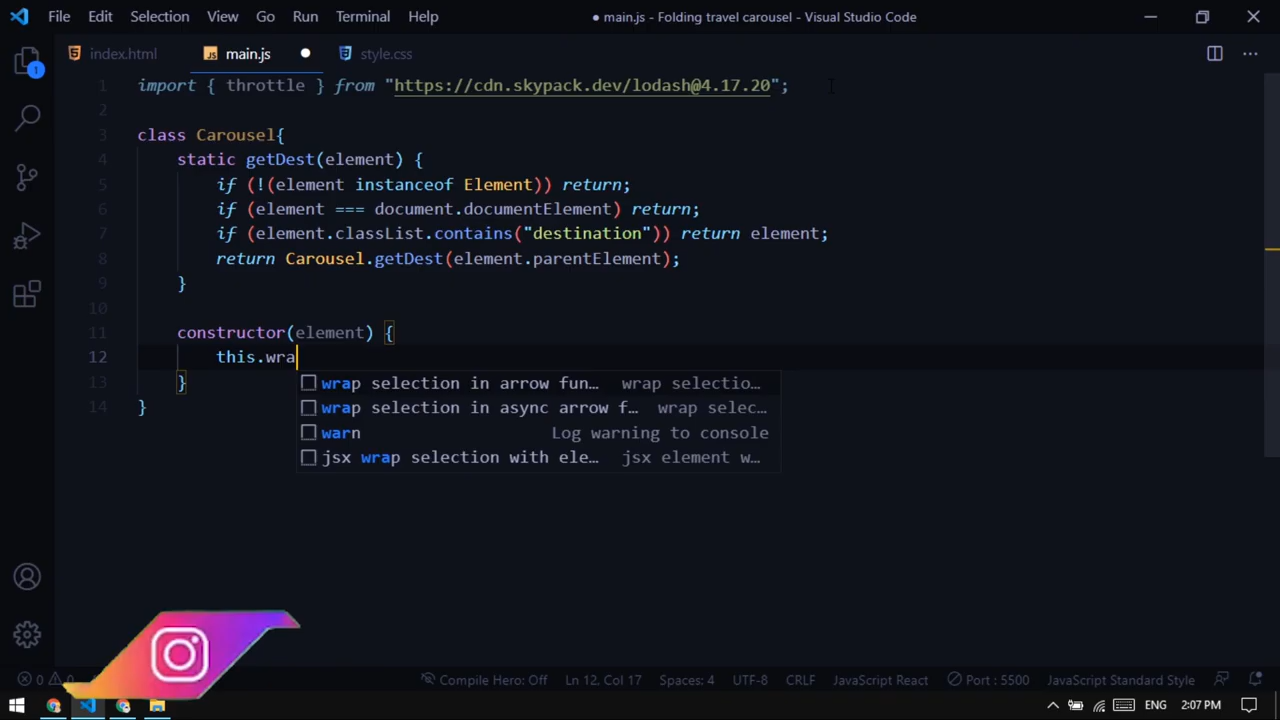 File Edit Selection View Go Run Terminal Help ● main.js - Folding travel carousel - Visual Studio Code
index.html JS main.js style.css
1 import { throttle } from "https://cdn.skypack.dev/lodash@4.17.20";
2
3 class Carousel{
4 static getDest(element) {
5 if (!(element instanceof Element)) return;
6 if (element === document.documentElement) return;
7 if (element.classList.contains("destination")) return element;
8 return Carousel.getDest(element.parentElement);
9 }
10
11 constructor(element) {
12 this.wra
13 }
14 }
wrap selection in arrow fun… wrap selectio…
wrap selection in async arrow f… wrap selec…
warn Log warning to console
jsx wrap selection with ele… jsx element w…
1
0 0 Compile Hero: Off Ln 12, Col 17 Spaces: 4 UTF-8 CRLF JavaScript React Port : 5500 JavaScript Standard Style
ENG 2:07 PM